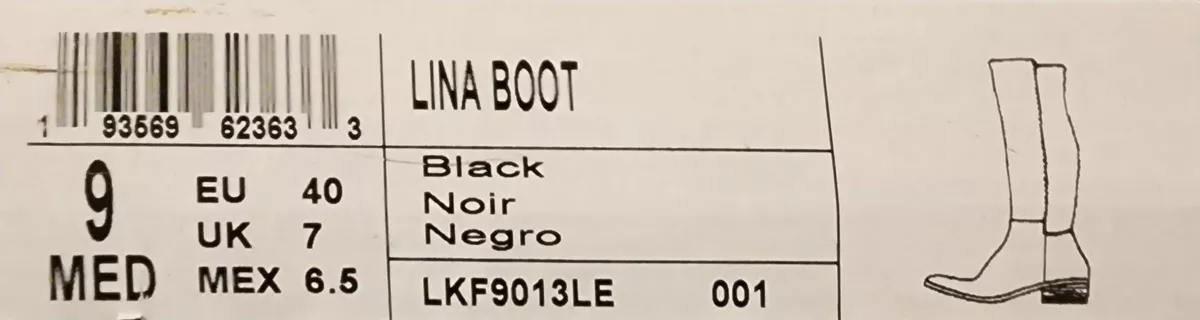 1 93569 62363 3
9
MED
EU 40
UK 7
MEX 6.5
LINA BOOT
Black
Noir
Negro
LKF9013LE 001